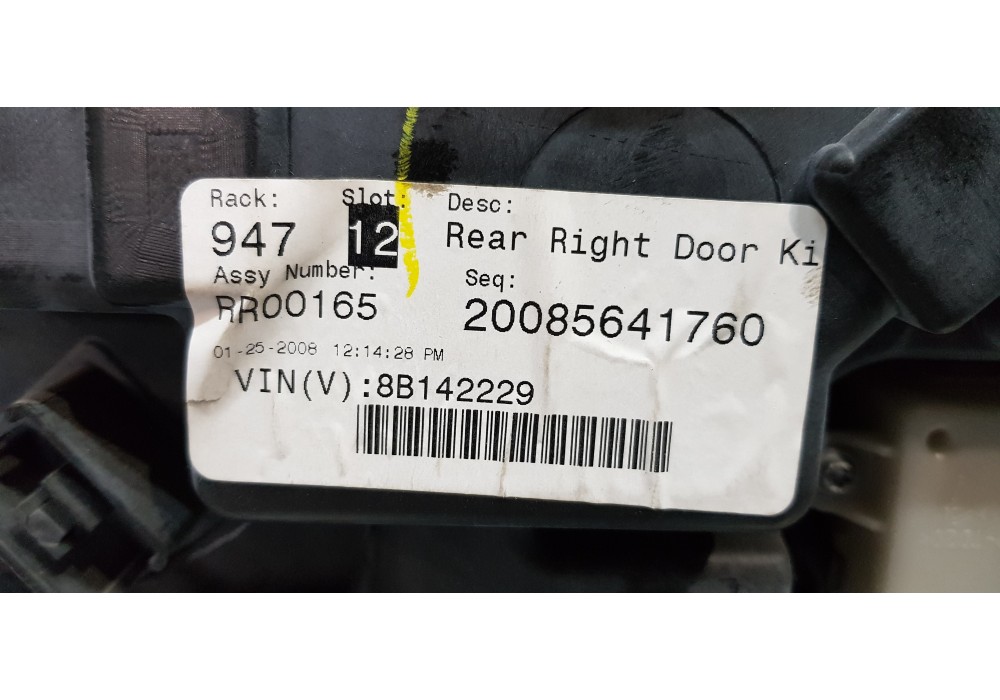 Rack: Slot: Desc:
947 12 Rear Right Door Ki
Assy Number: Seq:
RR00165 20085641760
01-25-2008 12:14:28 PM
VIN(V):8B142229